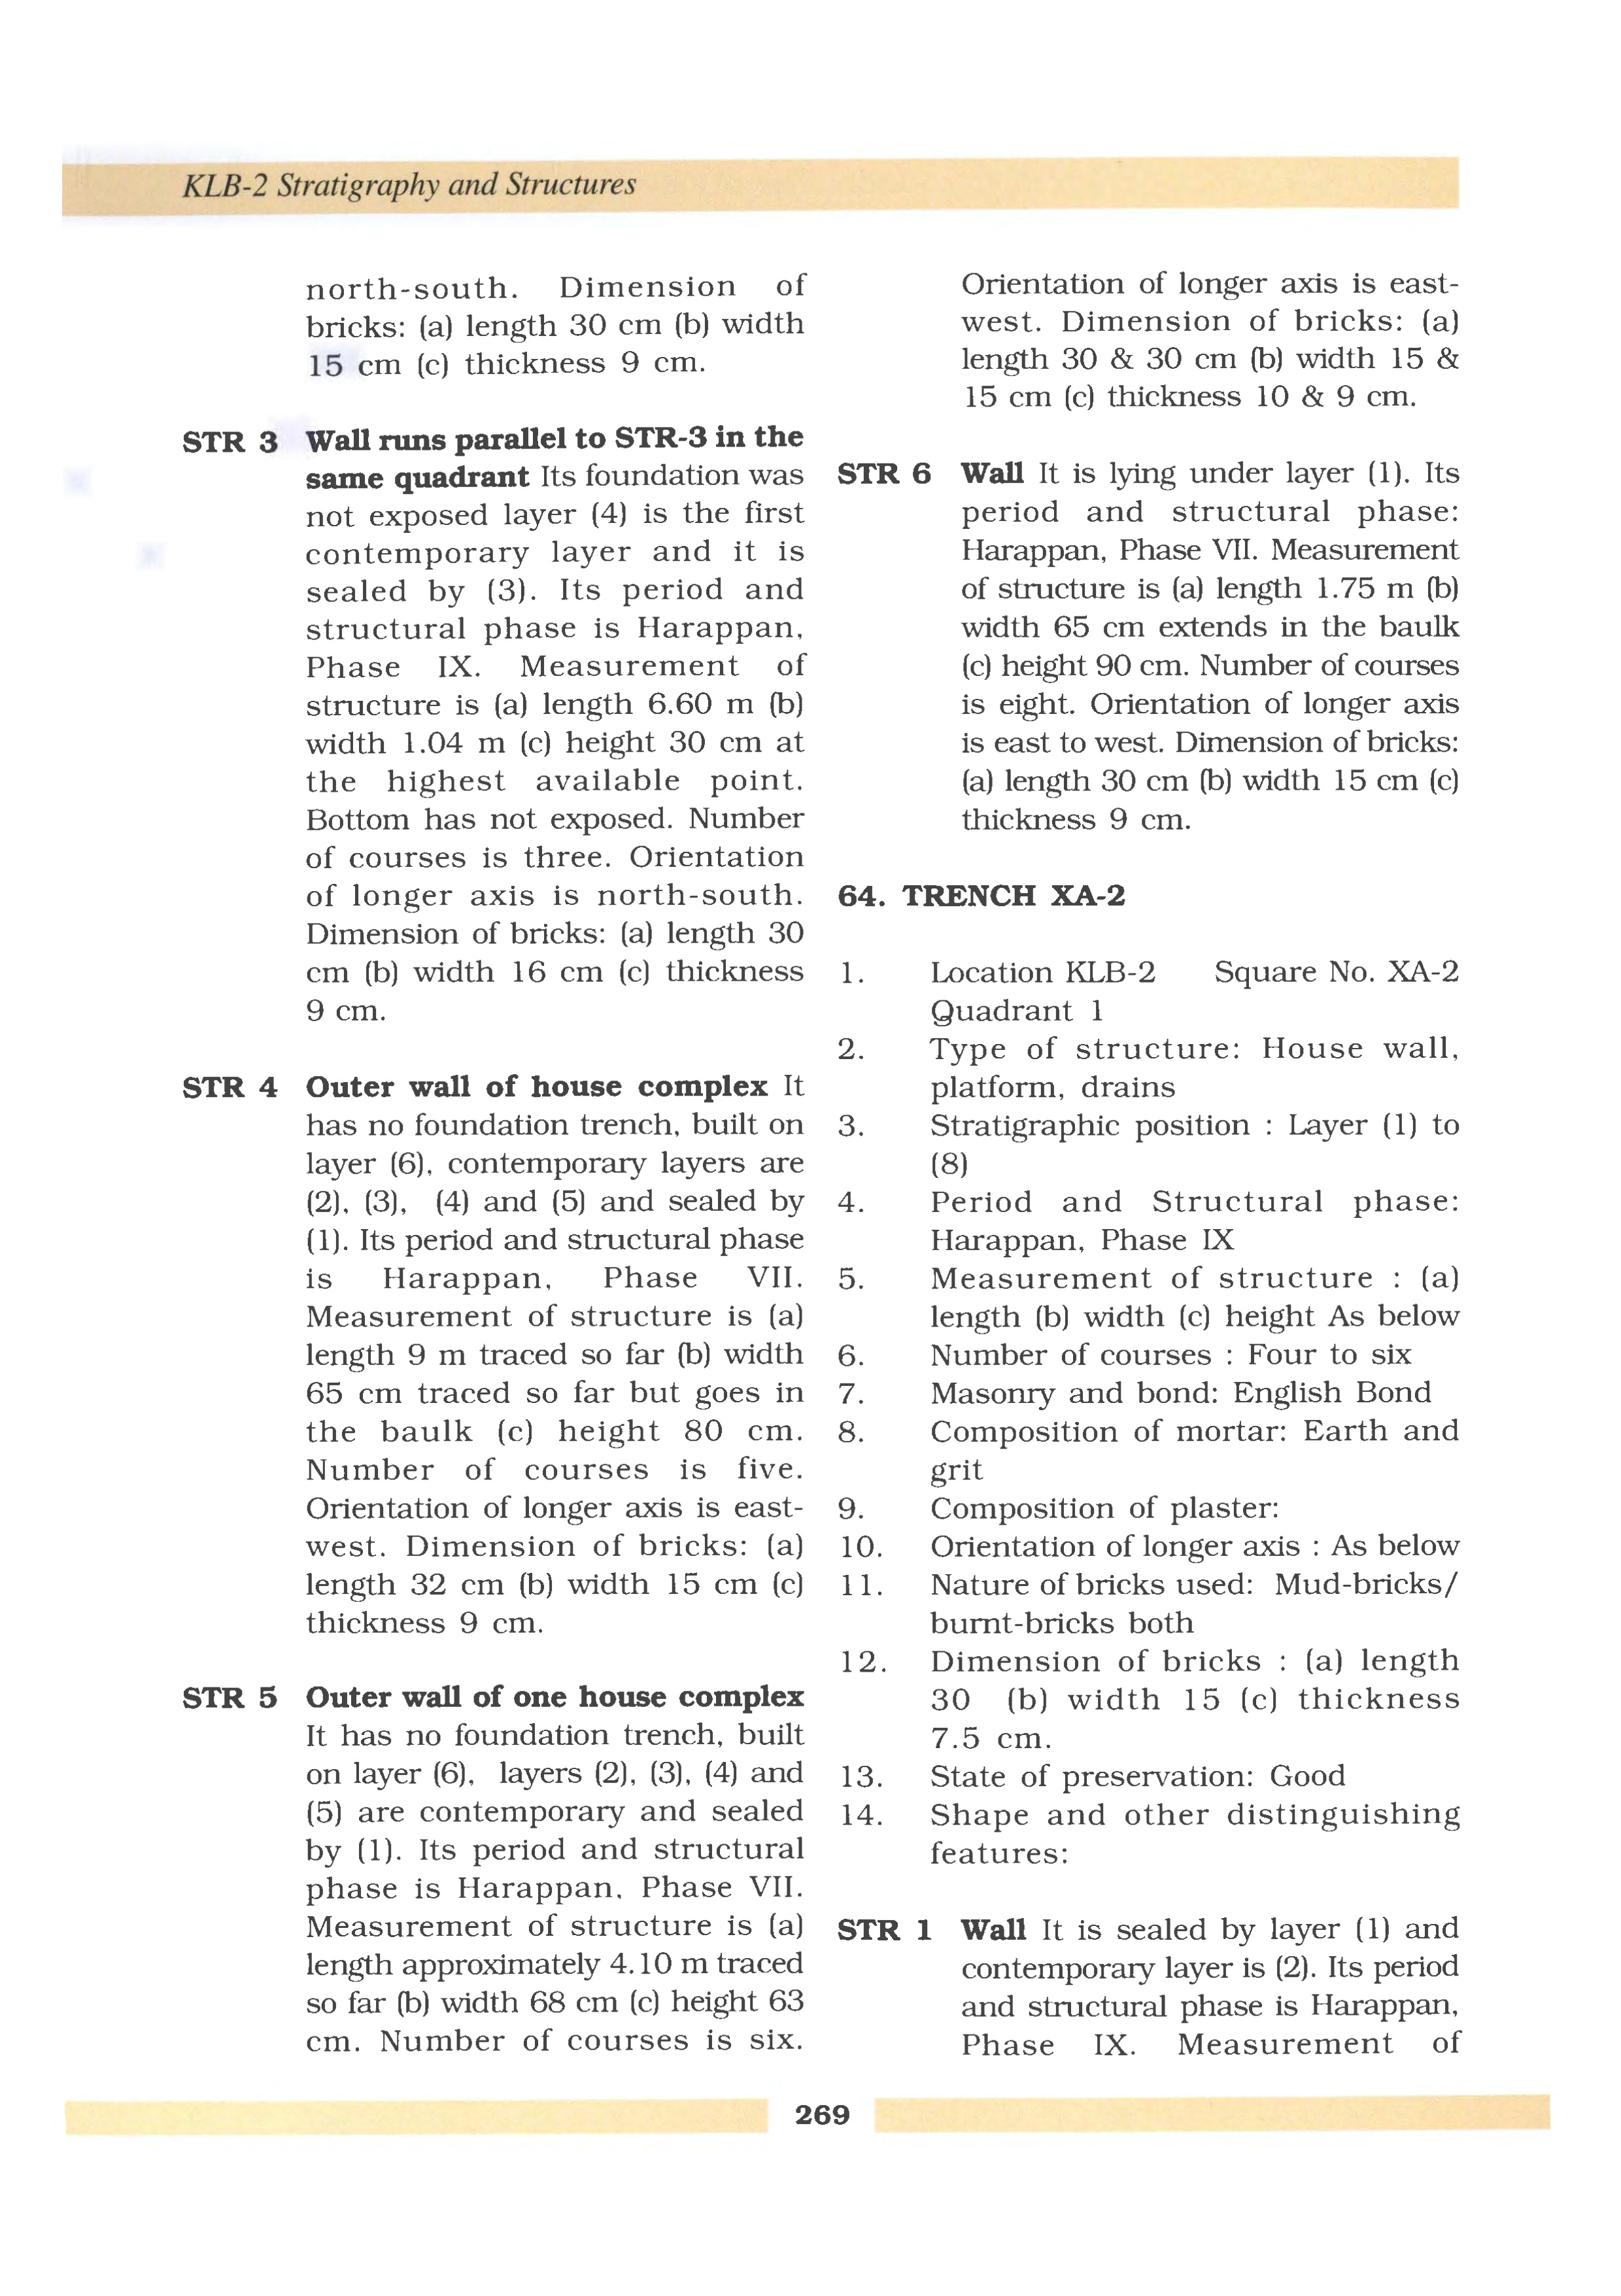 KLB-2 Stratigraphy and Structures
north-south. Dimension of
bricks: (a) length 30 cm (b) width
15 cm (c) thickness 9 cm.
STR 3 Wall runs parallel to STR-3 in the
same quadrant Its foundation was
not exposed layer (4) is the first
contemporary layer and it is
sealed by (3). Its period and
structural phase is Harappan,
Phase IX. Measurement of
structure is (a) length 6.60 m (b)
width 1.04 m (c) height 30 cm at
the highest available point.
Bottom has not exposed. Number
of courses is three. Orientation
of longer axis is north-south.
Dimension of bricks: (a) length 30
cm (b) width 16 cm (c) thickness
9 cm.
STR 4 Outer wall of house complex It
has no foundation trench, built on
layer (6), contemporary layers are
(2), (3), (4) and (5) and sealed by
(1). Its period and structural phase
is Harappan, Phase VII.
Measurement of structure is (a)
length 9 m traced so far (b) width
65 cm traced so far but goes in
the baulk (c) height 80 cm.
Number of courses is five.
Orientation of longer axis is east-
west. Dimension of bricks: (a)
length 32 cm (b) width 15 cm (c)
thickness 9 cm.
STR 5 Outer wall of one house complex
It has no foundation trench, built
on layer (6), layers (2), (3), (4) and
(5) are contemporary and sealed
by (1). Its period and structural
phase is Harappan, Phase VII.
Measurement of structure is (a)
length approximately 4.10 m traced
so far (b) width 68 cm (c) height 63
cm. Number of courses is six.
Orientation of longer axis is east-
west. Dimension of bricks: (a)
length 30 & 30 cm (b) width 15 &
15 cm (c) thickness 10 & 9 cm.
STR 6 Wall It is lying under layer (1). Its
period and structural phase:
Harappan, Phase VII. Measurement
of structure is (a) length 1.75 m (b)
width 65 cm extends in the baulk
(c) height 90 cm. Number of courses
is eight. Orientation of longer axis
is east to west. Dimension of bricks:
(a) length 30 cm (b) width 15 cm (c)
thickness 9 cm.
64. TRENCH XA-2
1. Location KLB-2 Square No. XA-2
Quadrant 1
2. Type of structure: House wall,
platform, drains
3. Stratigraphic position : Layer (1) to
(8)
4. Period and Structural phase:
Harappan, Phase IX
5. Measurement of structure : (a)
length (b) width (c) height As below
6. Number of courses : Four to six
7. Masonry and bond: English Bond
8. Composition of mortar: Earth and
grit
9. Composition of plaster:
10. Orientation of longer axis : As below
11. Nature of bricks used: Mud-bricks/
burnt-bricks both
12. Dimension of bricks : (a) length
30 (b) width 15 (c) thickness
7.5 cm.
13. State of preservation: Good
14. Shape and other distinguishing
features:
STR 1 Wall It is sealed by layer (1) and
contemporary layer is (2). Its period
and structural phase is Harappan,
Phase IX. Measurement of
269